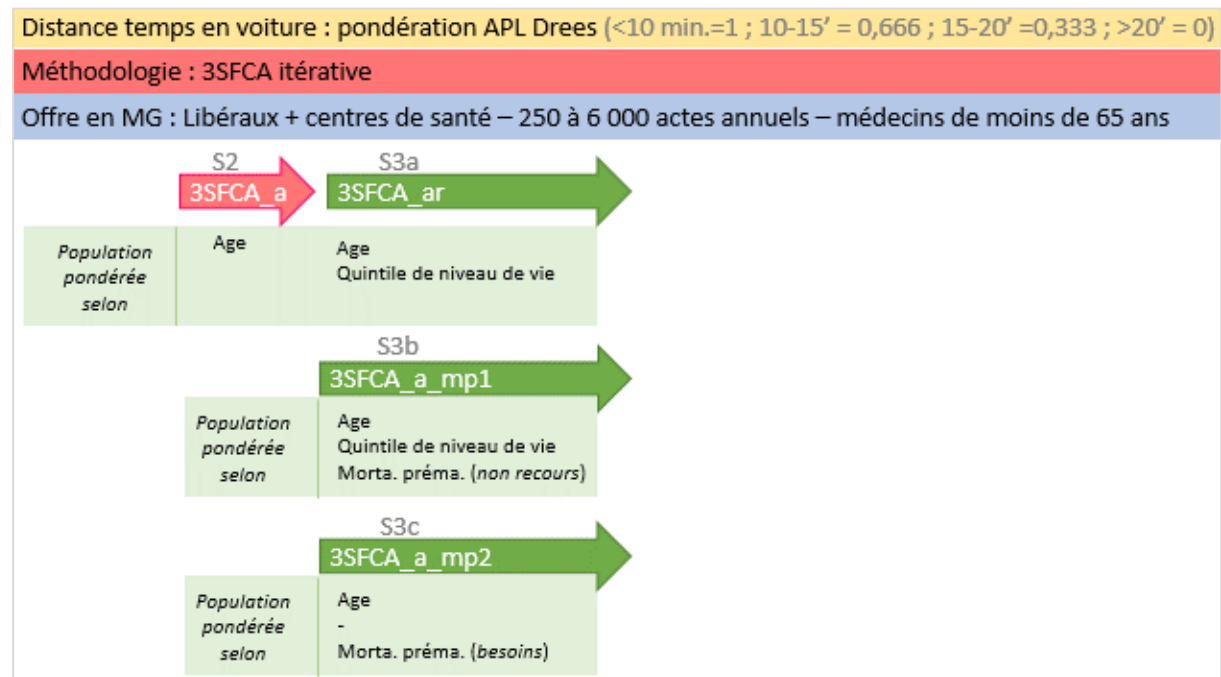 Distance temps en voiture : pondération APL Drees (<10 min.=1 ; 10-15’ = 0,666 ; 15-20’ =0,333 ; >20’ = 0)
Méthodologie : 3SFCA itérative
Offre en MG : Libéraux + centres de santé – 250 à 6 000 actes annuels – médecins de moins de 65 ans
S2
3SFCA_a
S3a
3SFCA_ar
Population
pondérée
selon
Age
Age
Quintile de niveau de vie
S3b
3SFCA_a_mp1
Population
pondérée
selon
Age
Quintile de niveau de vie
Morta. préma. (non recours)
S3c
3SFCA_a_mp2
Population
pondérée
selon
Age
-
Morta. préma. (besoins)